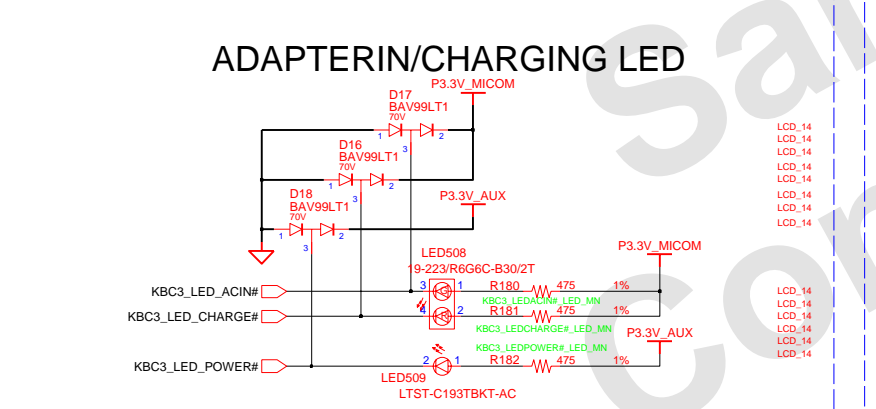 ADAPTERIN/CHARGING LED
P3.3V_MICOM
D17
BAV99LT1
70V
1 2
3
D16
BAV99LT1
70V
1 2
3
P3.3V_AUX
D18
BAV99LT1
70V
1 2
3
LED508
19-223/R6G6C-B30/2T
P3.3V_MICOM
KBC3_LED_ACIN# 3 G 1 R180 475 1%
KBC3_LEDACIN#_LED_MN
KBC3_LED_CHARGE# 4 R 2 R181 475 1%
KBC3_LEDCHARGE#_LED_MN
P3.3V_AUX
KBC3_LEDPOWER#_LED_MN
KBC3_LED_POWER# 2 1 R182 475 1%
LED509
LTST-C193TBKT-AC
LCD_14
LCD_14
LCD_14
LCD_14
LCD_14
LCD_14
LCD_14
LCD_14
LCD_14
LCD_14
LCD_14
LCD_14
LCD_14
LCD_14
Sa
Co